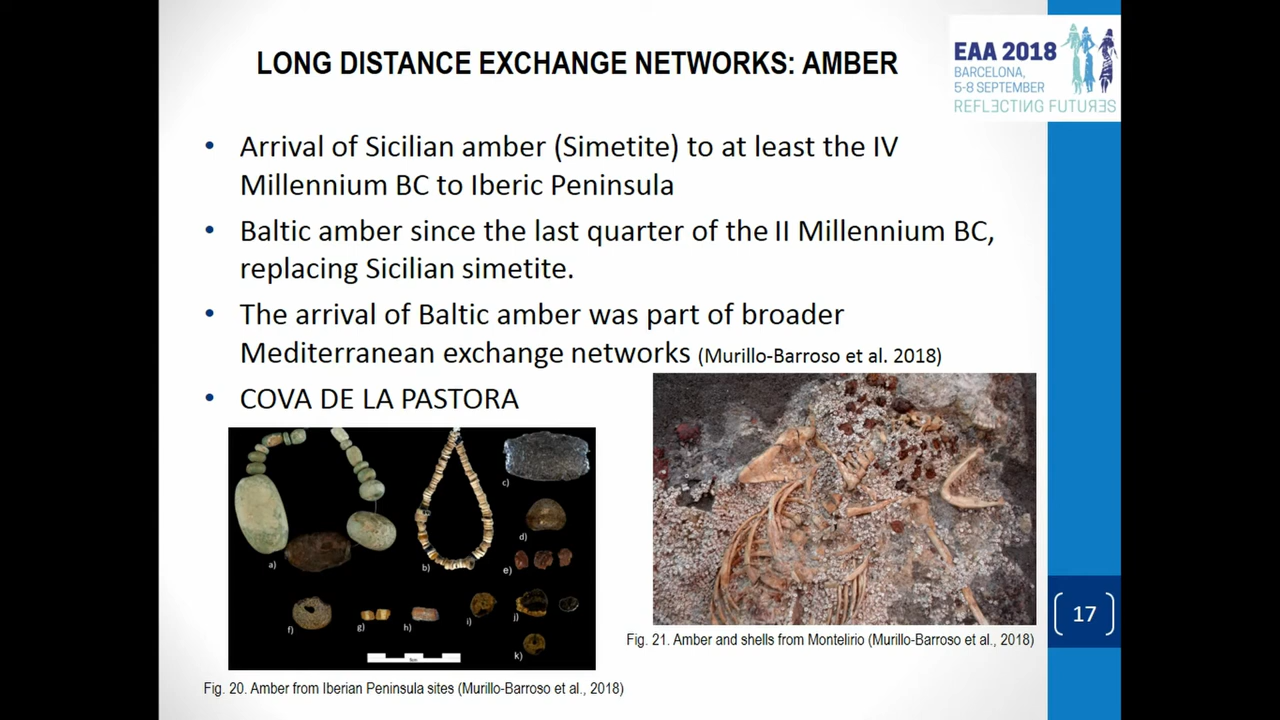 LONG DISTANCE EXCHANGE NETWORKS: AMBER
EAA 2018
BARCELONA,
5-8 SEPTEMBER
REFLECTING FUTURES
• Arrival of Sicilian amber (Simetite) to at least the IV
Millennium BC to Iberic Peninsula
• Baltic amber since the last quarter of the II Millennium BC,
replacing Sicilian simetite.
• The arrival of Baltic amber was part of broader
Mediterranean exchange networks (Murillo-Barroso et al. 2018)
• COVA DE LA PASTORA
a)
b)
c)
d)
e)
f)
g)
h)
i)
j)
k)
5cm
Fig. 20. Amber from Iberian Peninsula sites (Murillo-Barroso et al., 2018)
Fig. 21. Amber and shells from Montelirio (Murillo-Barroso et al., 2018)
17